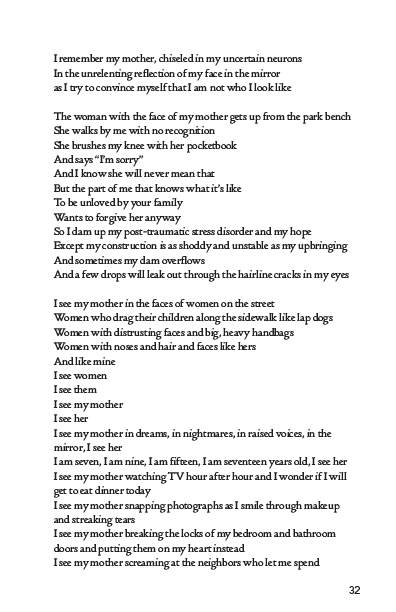 I remember my mother, chiseled in my uncertain neurons
In the unrelenting reflection of my face in the mirror
as I try to convince myself that I am not who I look like
The woman with the face of my mother gets up from the park bench
She walks by me with no recognition
She brushes my knee with her pocketbook
And says “I’m sorry”
And I know she will never mean that
But the part of me that knows what it’s like
To be unloved by your family
Wants to forgive her anyway
So I dam up my post-traumatic stress disorder and my hope
Except my construction is as shoddy and unstable as my upbringing
And sometimes my dam overflows
And a few drops will leak out through the hairline cracks in my eyes
I see my mother in the faces of women on the street
Women who drag their children along the sidewalk like lap dogs
Women with distrusting faces and big, heavy handbags
Women with noses and hair and faces like hers
And like mine
I see women
I see them
I see my mother
I see her
I see my mother in dreams, in nightmares, in raised voices, in the
mirror, I see her
I am seven, I am nine, I am fifteen, I am seventeen years old, I see her
I see my mother watching TV hour after hour and I wonder if I will
get to eat dinner today
I see my mother snapping photographs as I smile through makeup
and streaking tears
I see my mother breaking the locks of my bedroom and bathroom
doors and putting them on my heart instead
I see my mother screaming at the neighbors who let me spend
32